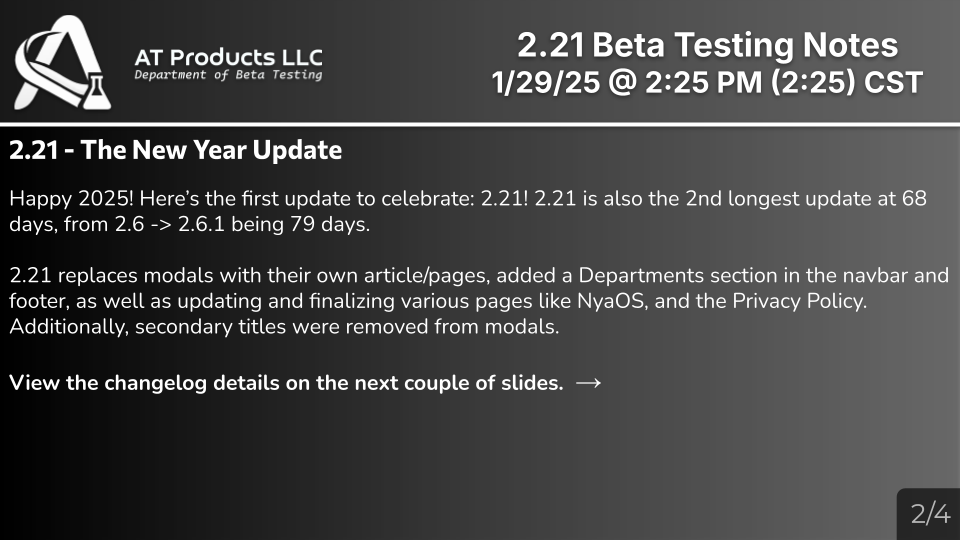 AT Products LLC
Department of Beta Testing
2.21 Beta Testing Notes
1/29/25 @ 2:25 PM (2:25) CST
2.21 - The New Year Update
Happy 2025! Here’s the first update to celebrate: 2.21! 2.21 is also the 2nd longest update at 68
days, from 2.6 -> 2.6.1 being 79 days.
2.21 replaces modals with their own article/pages, added a Departments section in the navbar and
footer, as well as updating and finalizing various pages like NyaOS, and the Privacy Policy.
Additionally, secondary titles were removed from modals.
View the changelog details on the next couple of slides. →
2/4